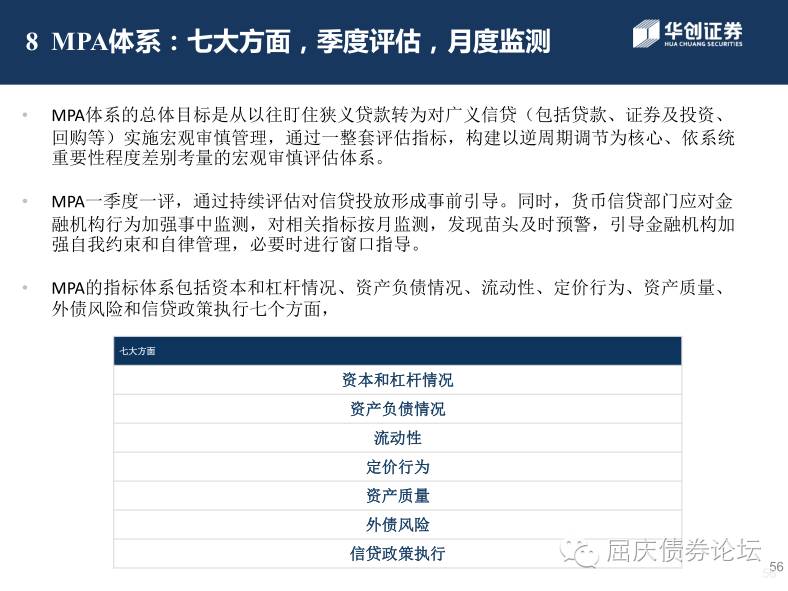 8 MPA体系：七大方面，季度评估，月度监测
华创证券
HUA CHUANG SECURITIES
• MPA体系的总体目标是从以往盯住狭义贷款转为对广义信贷（包括贷款、证券及投资、
回购等）实施宏观审慎管理，通过一整套评估指标，构建以逆周期调节为核心、依系统
重要性程度差别考量的宏观审慎评估体系。
• MPA一季度一评，通过持续评估对信贷投放形成事前引导。同时，货币信贷部门应对金
融机构行为加强事中监测，对相关指标按月监测，发现苗头及时预警，引导金融机构加
强自我约束和自律管理，必要时进行窗口指导。
• MPA的指标体系包括资本和杠杆情况、资产负债情况、流动性、定价行为、资产质量、
外债风险和信贷政策执行七个方面，
七大方面
资本和杠杆情况
资产负债情况
流动性
定价行为
资产质量
外债风险
信贷政策执行
屈庆债券论坛
56
56